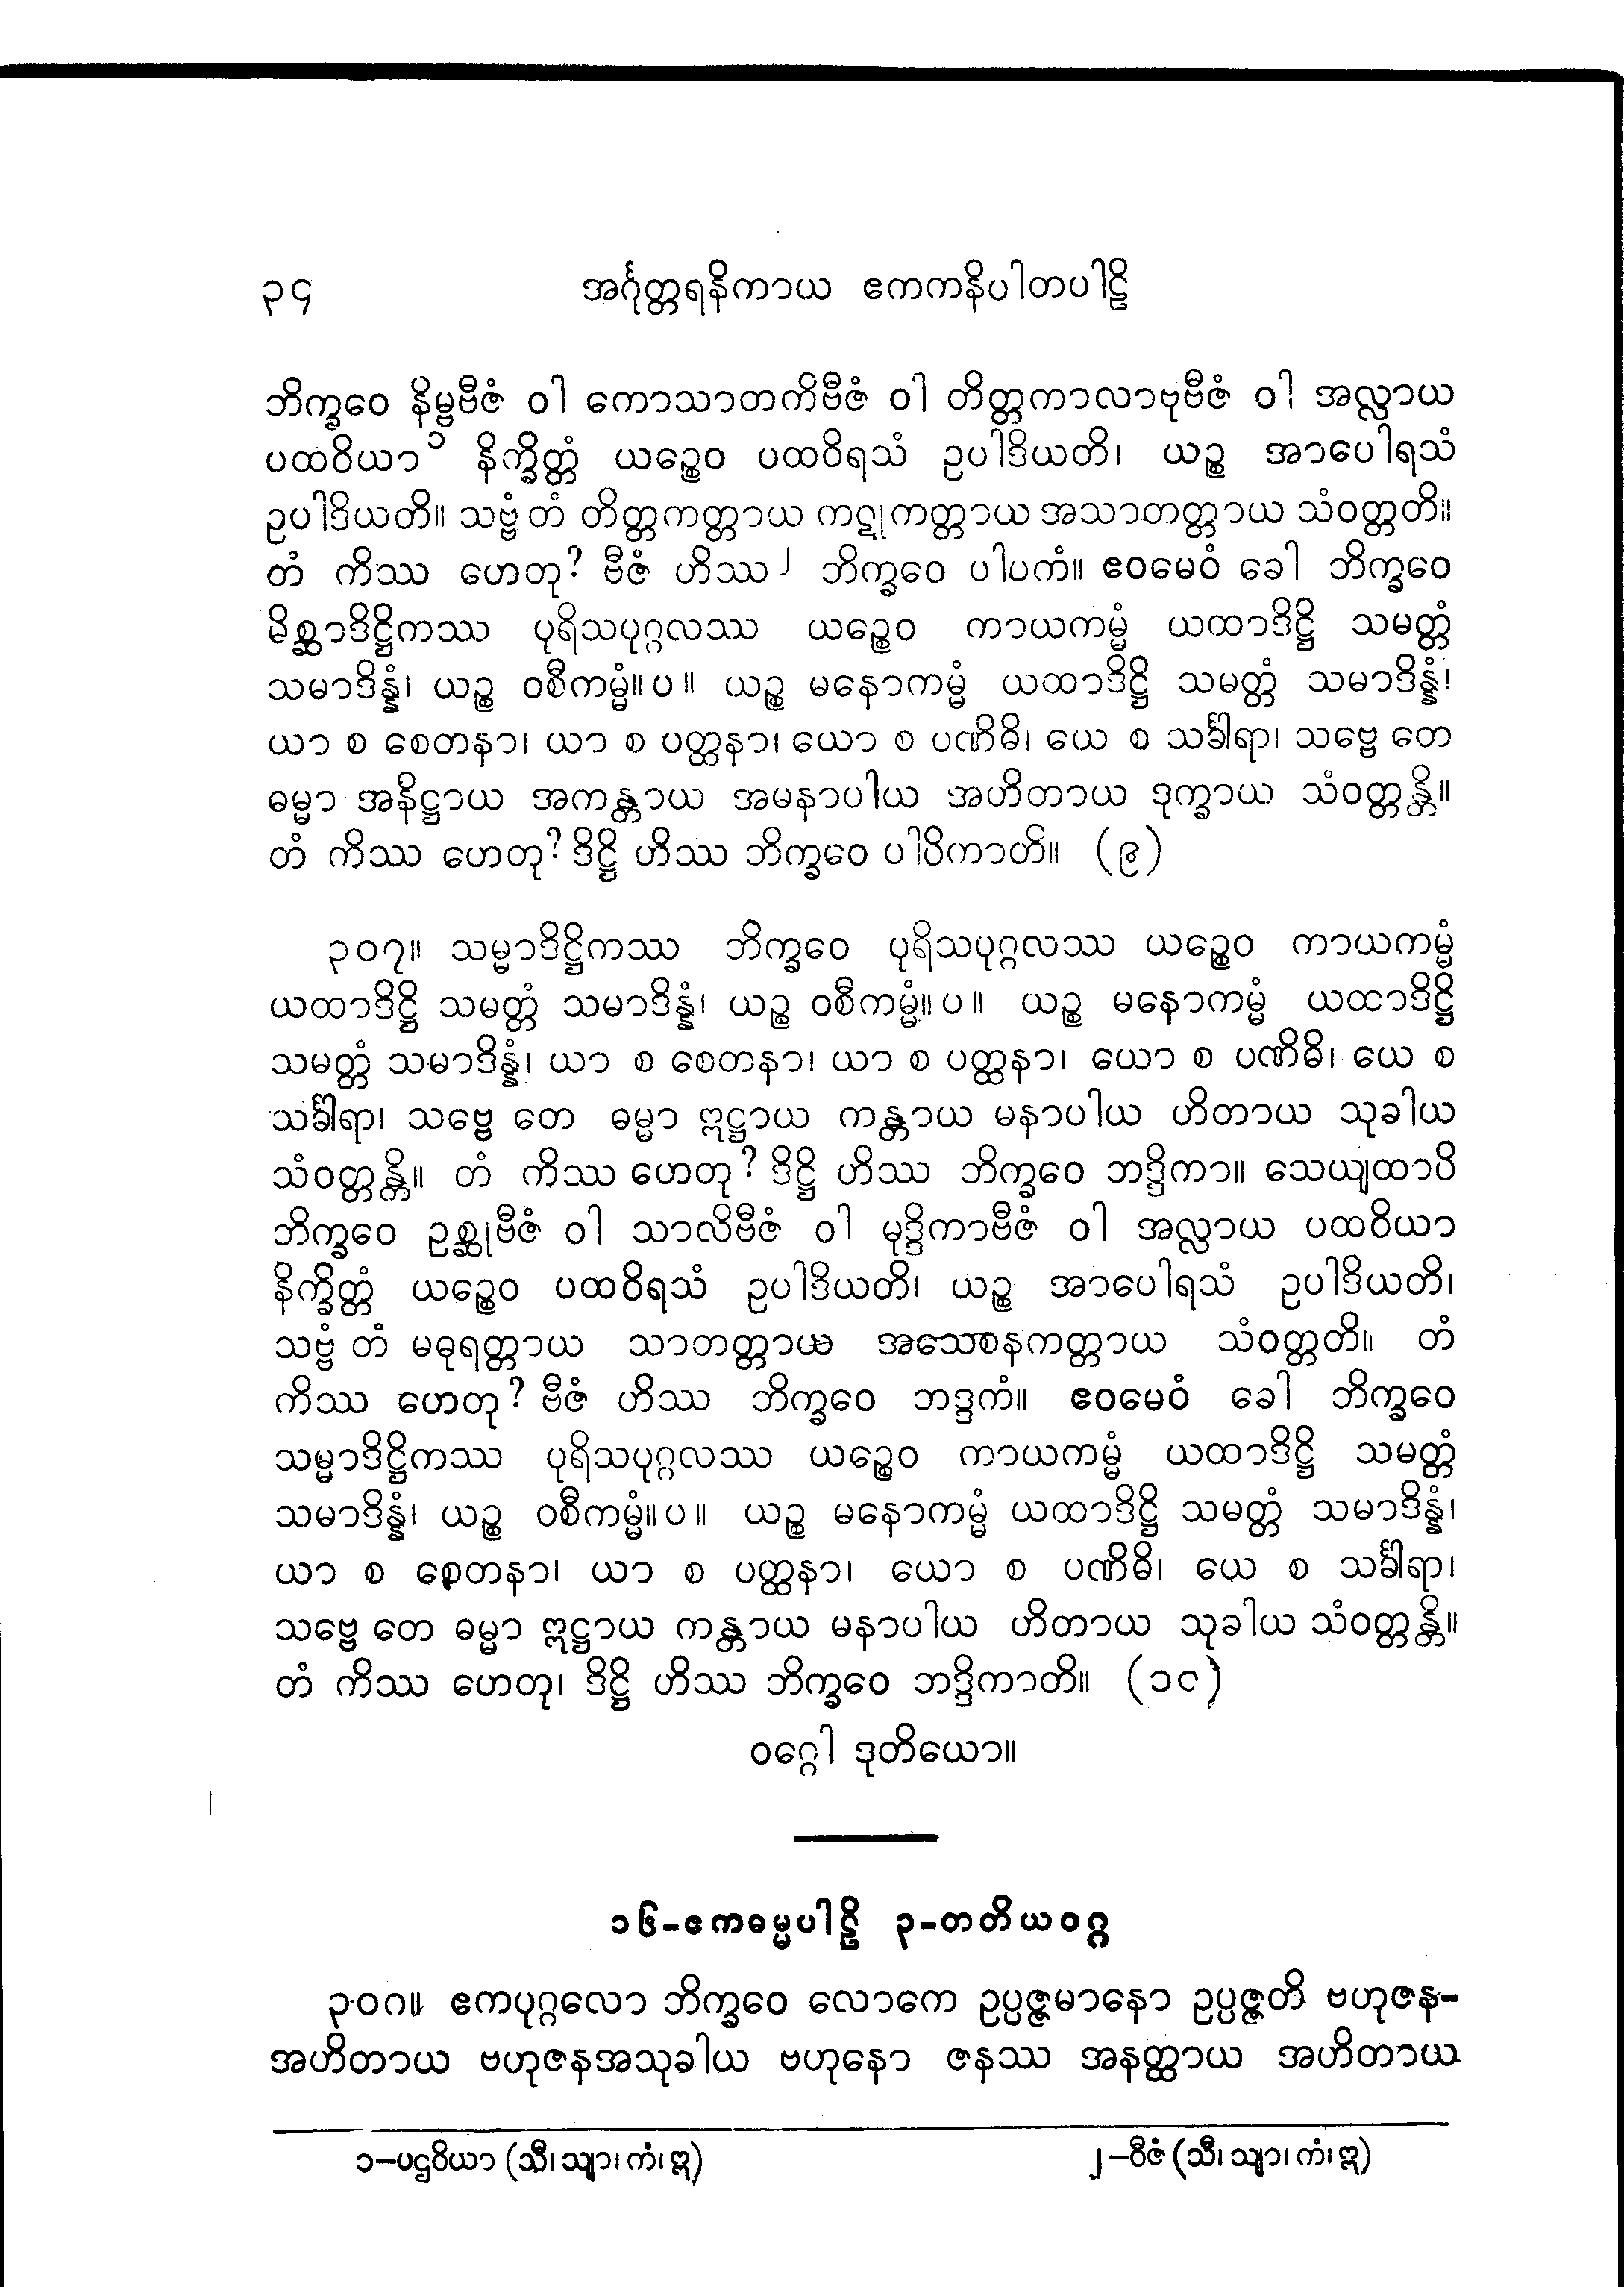 ၃၄ အင်္ဂုတ္တရနိကာယ ဧကကနိပါတပါဠိ
ဘိက္ခဝေ နိမ္ဗဗီဇံ ဝါ ကောသာတကိဗီဇံ ဝါ တိတ္တကာလာဗုဗီဇံ ဝါ အလ္လာယ
ပထဝိယာ ၁ နိက္ခိတ္တံ ယဉ္စေဝ ပထဝိရသံ ဥပါဒိယတိ၊ ယဉ္စ အာပေါရသံ
ဥပါဒိယတိ။ သဗ္ဗံ တံ တိတ္တကတ္တာယ ကဋုကတ္တာယ အသာတတ္တာယ သံဝတ္တတိ။
တံ ကိဿ ဟေတု? ဗီဇံ ဟိဿ ၂ ဘိက္ခဝေ ပါပကံ။ ဧဝမေဝံ ခေါ ဘိက္ခဝေ
မိစ္ဆာဒိဋ္ဌိကဿ ပုရိသပုဂ္ဂလဿ ယဉ္စေဝ ကာယကမ္မံ ယထာဒိဋ္ဌိ သမတ္တံ
သမာဒိန္နံ၊ ယဉ္စ ဝစီကမ္မံ။ပ။ ယဉ္စ မနောကမ္မံ ယထာဒိဋ္ဌိ သမတ္တံ သမာဒိန္နံ၊
ယာ စ စေတနာ၊ ယာ စ ပတ္ထနာ၊ ယော စ ပဏိဓိ၊ ယေ စ သင်္ခါရာ၊ သဗ္ဗေ တေ
ဓမ္မာ အနိဋ္ဌာယ အကန္တာယ အမနာပါယ အဟိတာယ ဒုက္ခာယ သံဝတ္တန္တိ။
တံ ကိဿ ဟေတု? ဒိဋ္ဌိ ဟိဿ ဘိက္ခဝေ ပါပိကာတိ။ (၉)
၃၀၇။ သမ္မာဒိဋ္ဌိကဿ ဘိက္ခဝေ ပုရိသပုဂ္ဂလဿ ယဉ္စေဝ ကာယကမ္မံ
ယထာဒိဋ္ဌိ သမတ္တံ သမာဒိန္နံ၊ ယဉ္စ ဝစီကမ္မံ။ပ။ ယဉ္စ မနောကမ္မံ ယထာဒိဋ္ဌိ
သမတ္တံ သမာဒိန္နံ၊ ယာ စ စေတနာ၊ ယာ စ ပတ္ထနာ၊ ယော စ ပဏိဓိ၊ ယေ စ
သင်္ခါရာ၊ သဗ္ဗေ တေ ဓမ္မာ ဣဋ္ဌာယ ကန္တာယ မနာပါယ ဟိတာယ သုခါယ
သံဝတ္တန္တိ။ တံ ကိဿ ဟေတု? ဒိဋ္ဌိ ဟိဿ ဘိက္ခဝေ ဘဒ္ဒိကာ။ သေယျထာပိ
ဘိက္ခဝေ ဥစ္ဆုဗီဇံ ဝါ သာလိဗီဇံ ဝါ မုဒ္ဒိကာဗီဇံ ဝါ အလ္လာယ ပထဝိယာ
နိက္ခိတ္တံ ယဉ္စေဝ ပထဝိရသံ ဥပါဒိယတိ၊ ယဉ္စ အာပေါရသံ ဥပါဒိယတိ၊
သဗ္ဗံ တံ မဓုရတ္တာယ သာတတ္တာယ အသေစနကတ္တာယ သံဝတ္တတိ။ တံ
ကိဿ ဟေတု? ဗီဇံ ဟိဿ ဘိက္ခဝေ ဘဒ္ဒကံ။ ဧဝမေဝံ ခေါ ဘိက္ခဝေ
သမ္မာဒိဋ္ဌိကဿ ပုရိသပုဂ္ဂလဿ ယဉ္စေဝ ကာယကမ္မံ ယထာဒိဋ္ဌိ သမတ္တံ
သမာဒိန္နံ၊ ယဉ္စ ဝစီကမ္မံ။ပ။ ယဉ္စ မနောကမ္မံ ယထာဒိဋ္ဌိ သမတ္တံ သမာဒိန္နံ၊
ယာ စ စေတနာ၊ ယာ စ ပတ္ထနာ၊ ယော စ ပဏိဓိ၊ ယေ စ သင်္ခါရာ၊
သဗ္ဗေ တေ ဓမ္မာ ဣဋ္ဌာယ ကန္တာယ မနာပါယ ဟိတာယ သုခါယ သံဝတ္တန္တိ။
တံ ကိဿ ဟေတု၊ ဒိဋ္ဌိ ဟိဿ ဘိက္ခဝေ ဘဒ္ဒိကာတိ။ (၁၀)
ဝဂ္ဂေါ ဒုတိယော။
၁၆-ဧကဓမ္မပါဠိ ၃-တတိယဝဂ္ဂ
၃၀၈။ ဧကပုဂ္ဂလော ဘိက္ခဝေ လောကေ ဥပ္ပဇ္ဇမာနော ဥပ္ပဇ္ဇတိ ဗဟုဇန-
အဟိတာယ ဗဟုဇနအသုခါယ ဗဟုနော ဇနဿ အနတ္ထာယ အဟိတာယ
၁-ပဌဝိယာ (သီ၊ သျာ၊ ကံ၊ ဣ) ၂-ဝီဇံ (သီ၊ သျာ၊ ကံ၊ ဣ)